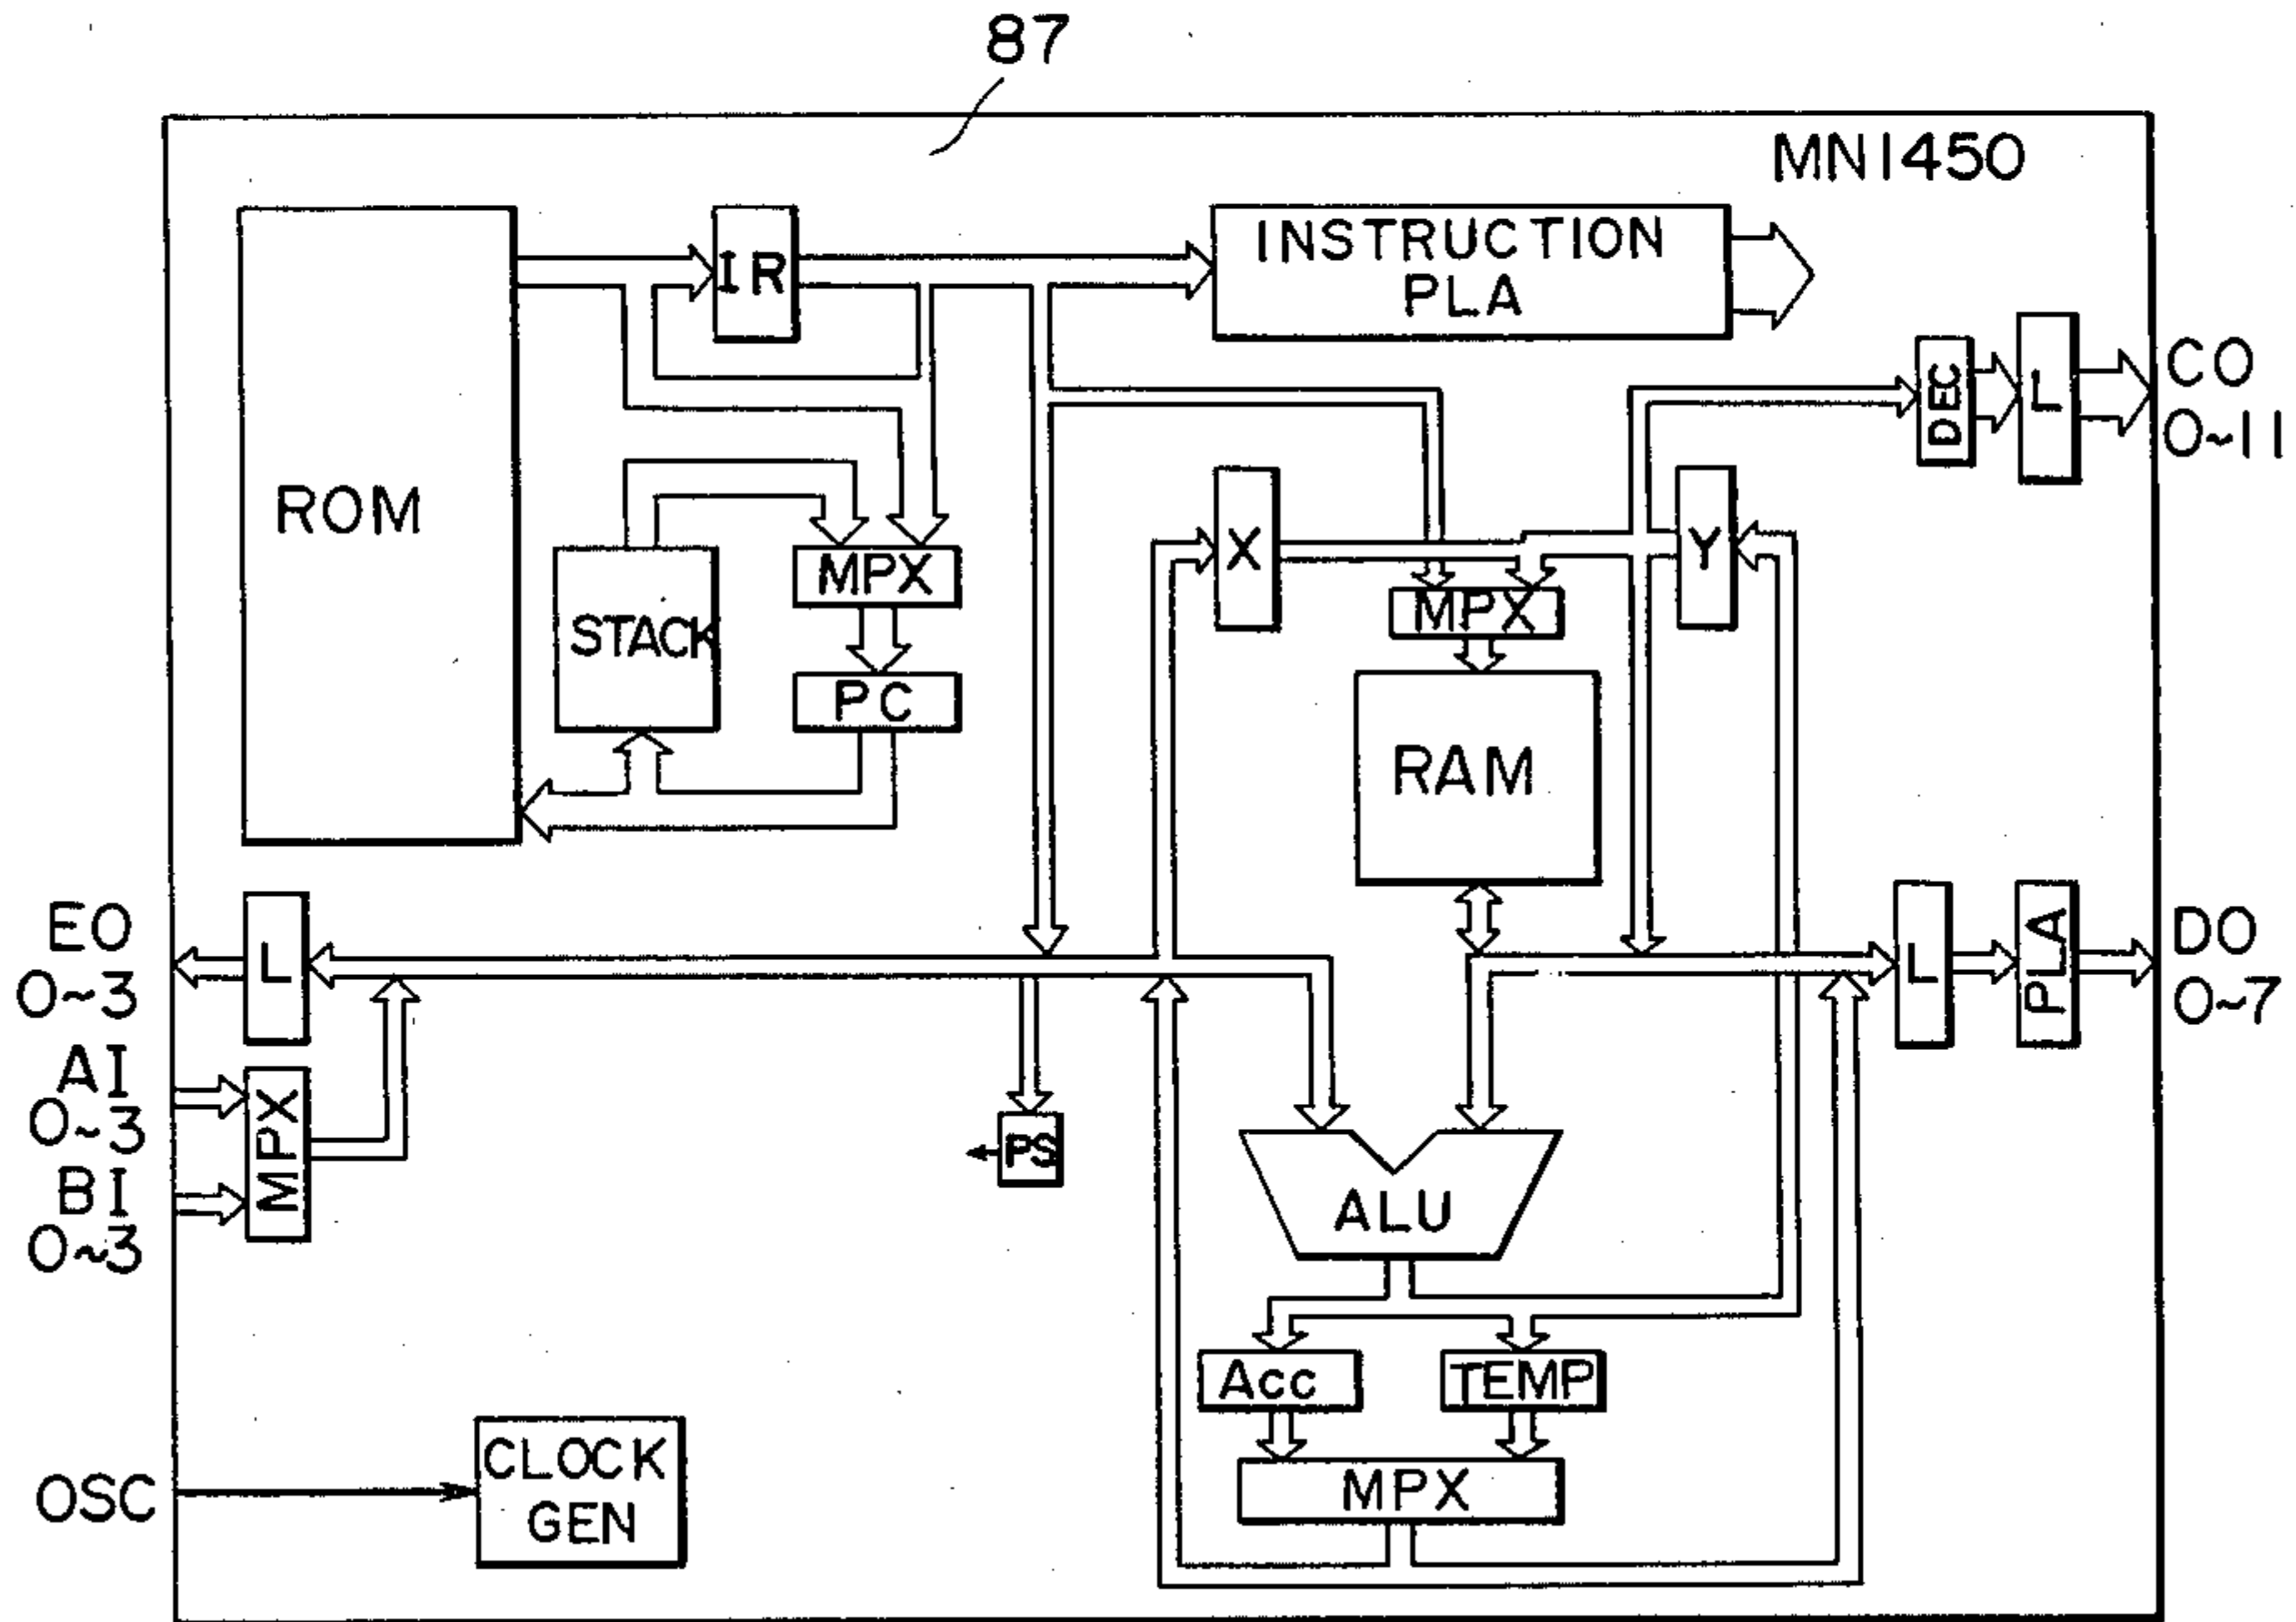 87
MN1450
ROM
IR
INSTRUCTION
PLA
DEC
L
CO
0~11
STACK
MPX
PC
X
MPX
Y
RAM
EO
0~3
L
AI
0~3
MPX
BI
0~3
PS
L
PLA
DO
0~7
ALU
Acc
TEMP
MPX
OSC
CLOCK
GEN